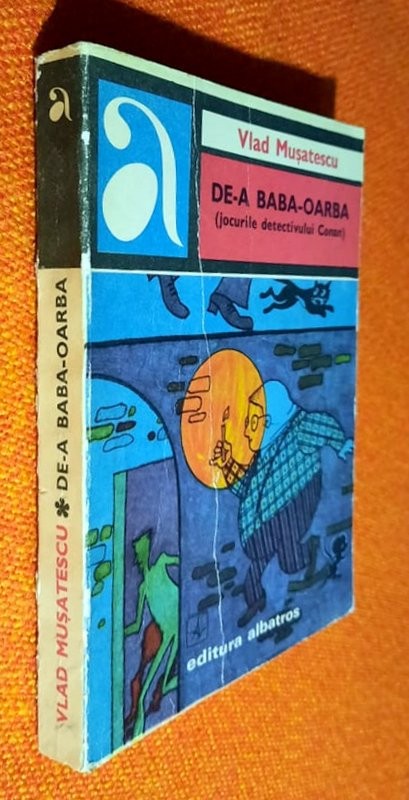 a
a
Vlad Mușatescu
DE-A BABA-OARBA
(jocurile detectivului Conan)
VLAD MUȘATESCU * DE-A BABA-OARBA
editura albatros